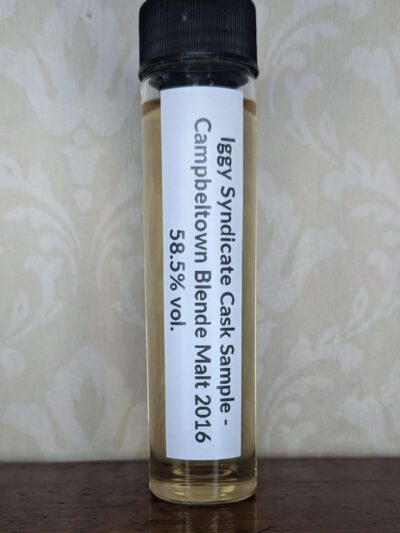 Iggy Syndicate Cask Sample -
Campbeltown Blende Malt 2016
58.5% vol.